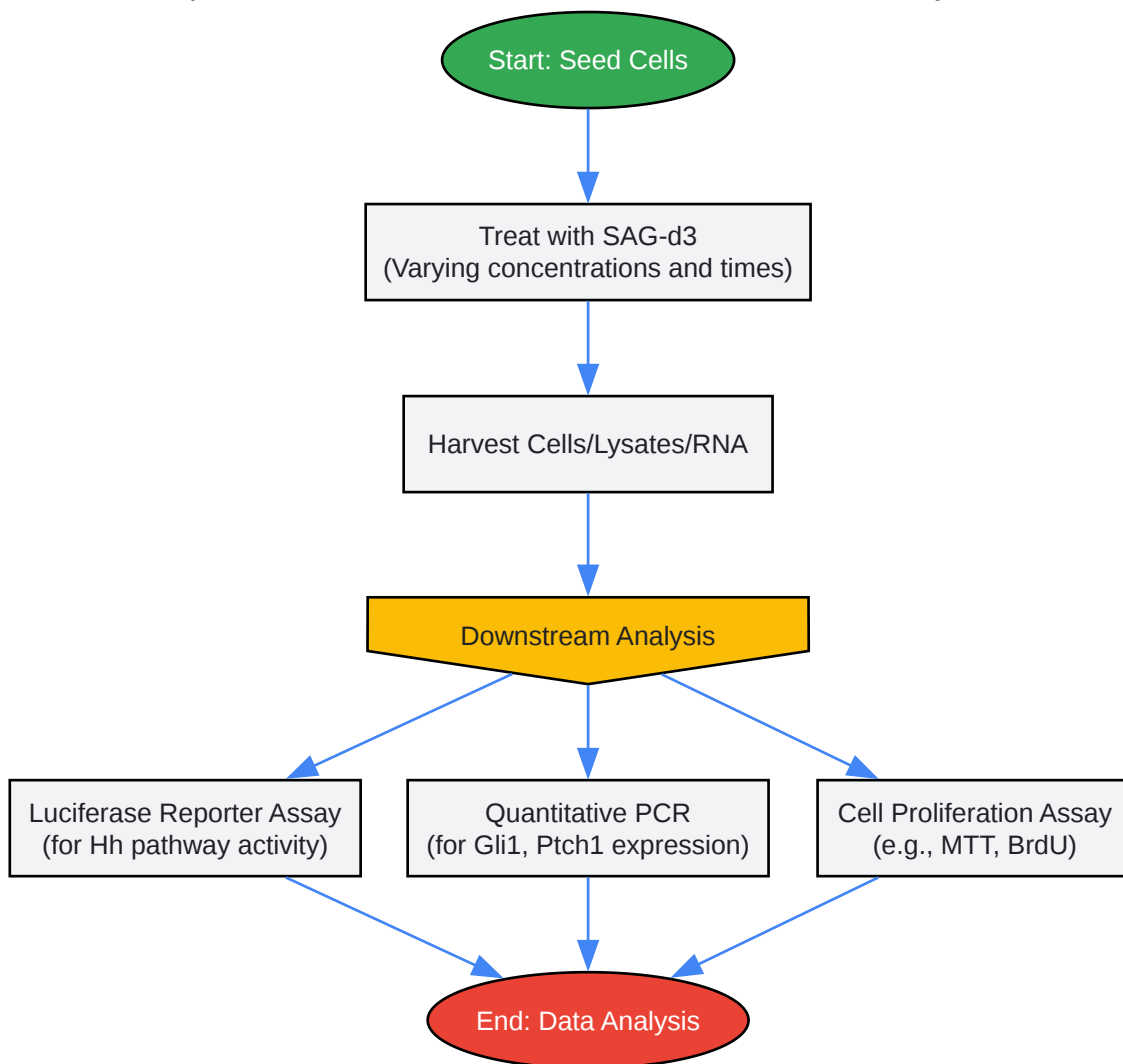 Start: Seed Cells
Treat with SAG-d3
(Varying concentrations and times)
Harvest Cells/Lysates/RNA
Downstream Analysis
Luciferase Reporter Assay
(for Hh pathway activity)
Quantitative PCR
(for Gli1, Ptch1 expression)
Cell Proliferation Assay
(e.g., MTT, BrdU)
End: Data Analysis